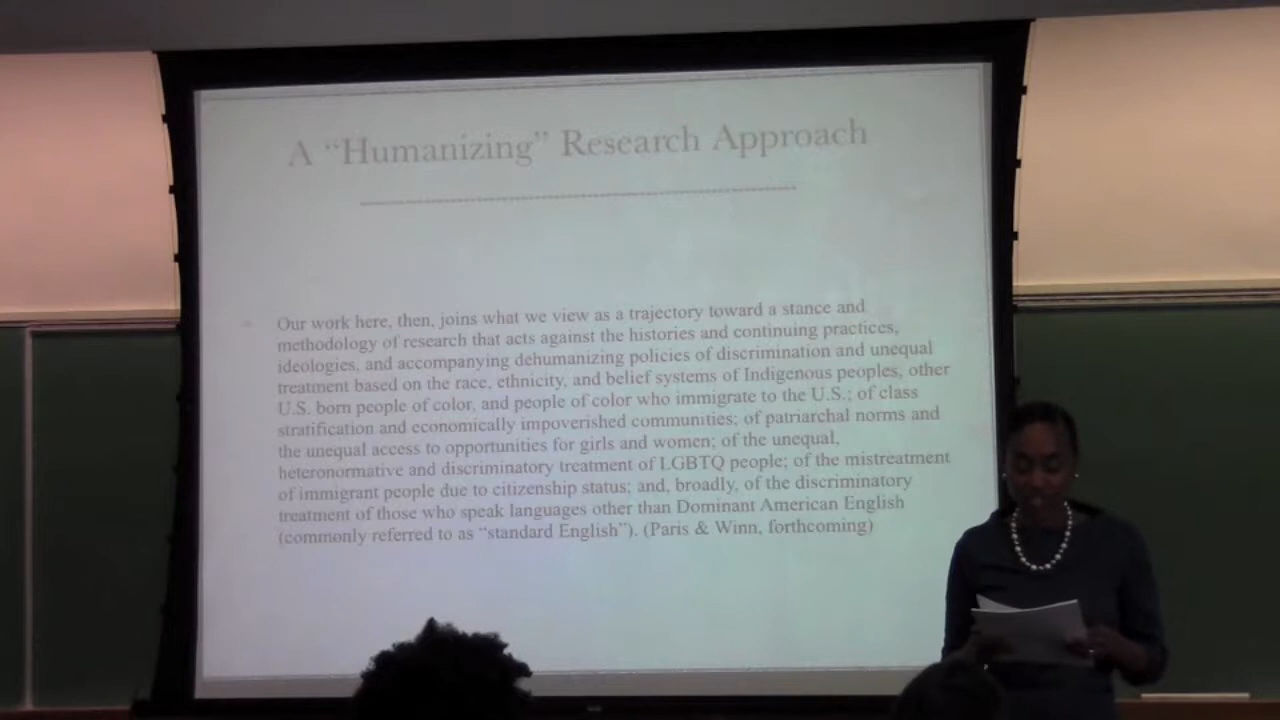 A “Humanizing” Research Approach
Our work here, then, joins what we view as a trajectory toward a stance and
methodology of research that acts against the histories and continuing practices,
ideologies, and accompanying dehumanizing policies of discrimination and unequal
treatment based on the race, ethnicity, and belief systems of Indigenous peoples, other
U.S. born people of color, and people of color who immigrate to the U.S.; of class
stratification and economically impoverished communities; of patriarchal norms and
the unequal access to opportunities for girls and women; of the unequal,
heteronormative and discriminatory treatment of LGBTQ people; of the mistreatment
of immigrant people due to citizenship status; and, broadly, of the discriminatory
treatment of those who speak languages other than Dominant American English
(commonly referred to as “standard English”). (Paris & Winn, forthcoming)